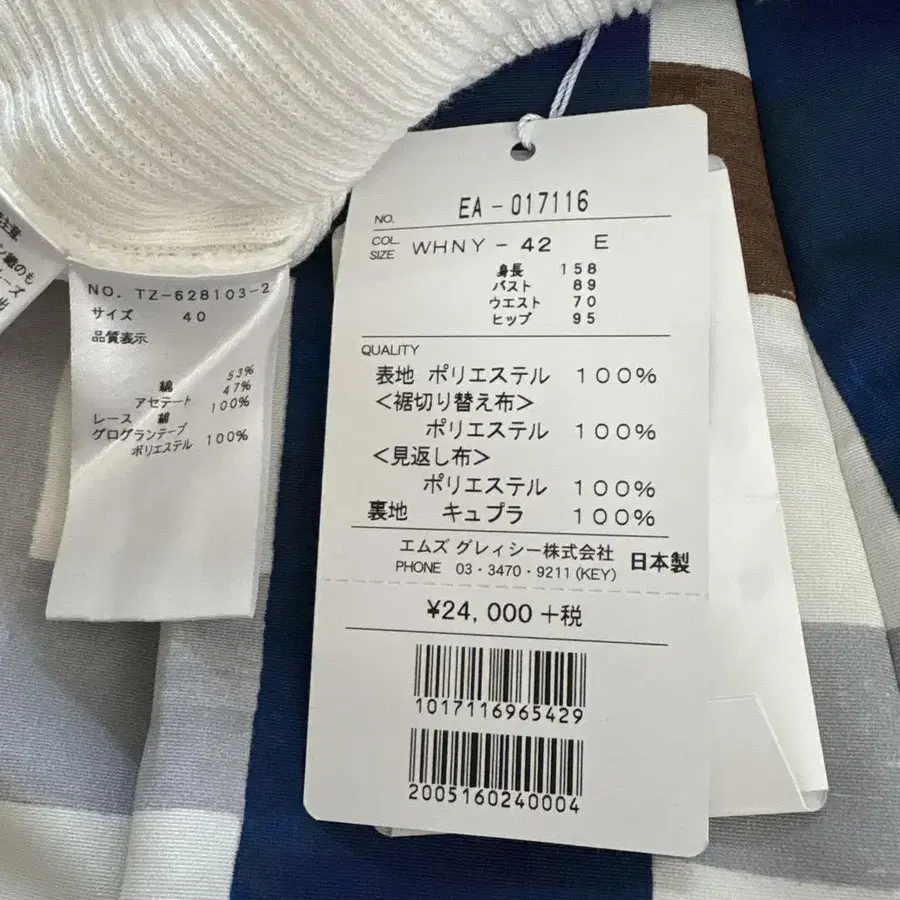 NO. TZ-628103-2
サイズ 40
品質表示
53%
綿 47%
アセテート 100%
レース 綿
グログランテープ
ポリエステル 100%
NO. EA-017116
COL. SIZE WHNY-42 E
身長 158
バスト 89
ウエスト 70
ヒップ 95
QUALITY
表地 ポリエステル 100%
<裾切り替え布>
ポリエステル 100%
<見返し布>
ポリエステル 100%
裏地 キュプラ 100%
エムズ グレィシー株式会社 日本製
PHONE 03・3470・9211(KEY)
¥24,000+税
1017116965429
2005160240004